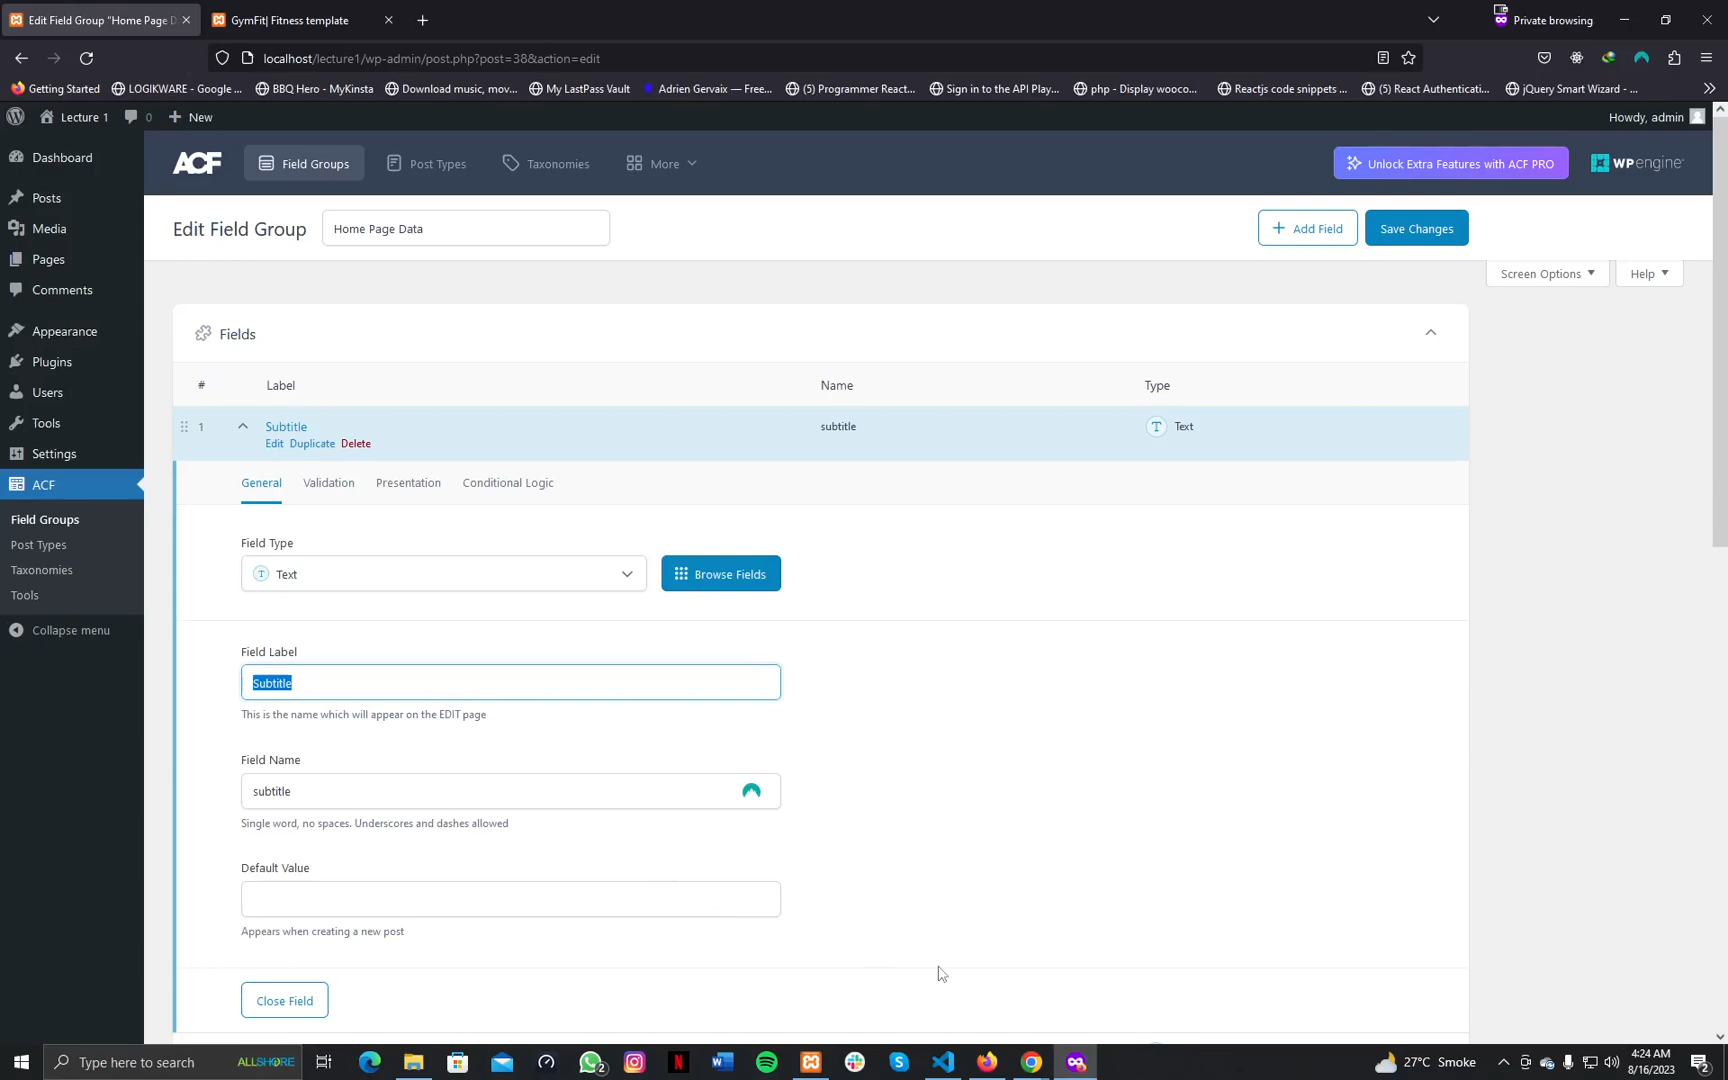 Edit Field Group "Home Page D
GymFit| Fitness template
Private browsing
localhost/lecture1/wp-admin/post.php?post=38&action=edit
Getting Started
LOGIKWARE - Google ...
BBQ Hero - MyKinsta
Download music, mov...
My LastPass Vault
Adrien Gervaix — Free...
(5) Programmer React...
Sign in to the API Play...
php - Display wooco...
Reactjs code snippets ...
(5) React Authenticati...
jQuery Smart Wizard - ...
Lecture 1
0
New
Howdy, admin
Dashboard
Posts
Media
Pages
Comments
Appearance
Plugins
Users
Tools
Settings
ACF
Field Groups
Post Types
Taxonomies
Tools
Collapse menu
ACF
Field Groups
Post Types
Taxonomies
More
Unlock Extra Features with ACF PRO
WPengine
Edit Field Group
Home Page Data
Add Field
Save Changes
Screen Options
Help
Fields
# Label Name Type
1 Subtitle subtitle T Text
Edit Duplicate Delete
General Validation Presentation Conditional Logic
Field Type
T Text
Browse Fields
Field Label
Subtitle
This is the name which will appear on the EDIT page
Field Name
subtitle
Single word, no spaces. Underscores and dashes allowed
Default Value
Appears when creating a new post
Close Field
Type here to search
ALLSHORE
2
27°C Smoke
4:24 AM
8/16/2023
2